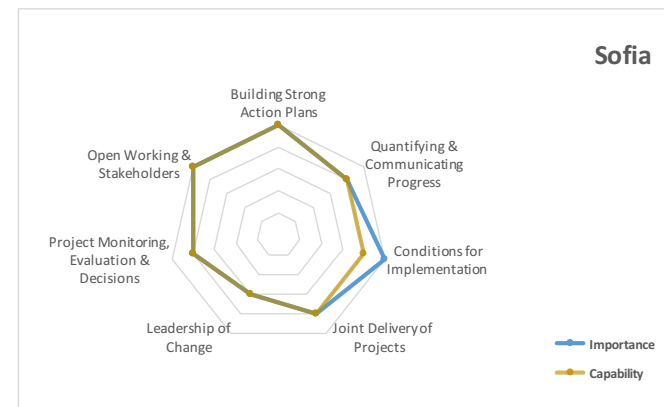 Sofia
Building Strong
Action Plans
Quantifying &
Communicating
Progress
Conditions for
Implementation
Joint Delivery of
Projects
Leadership of
Change
Project Monitoring,
Evaluation &
Decisions
Open Working &
Stakeholders
Importance
Capability